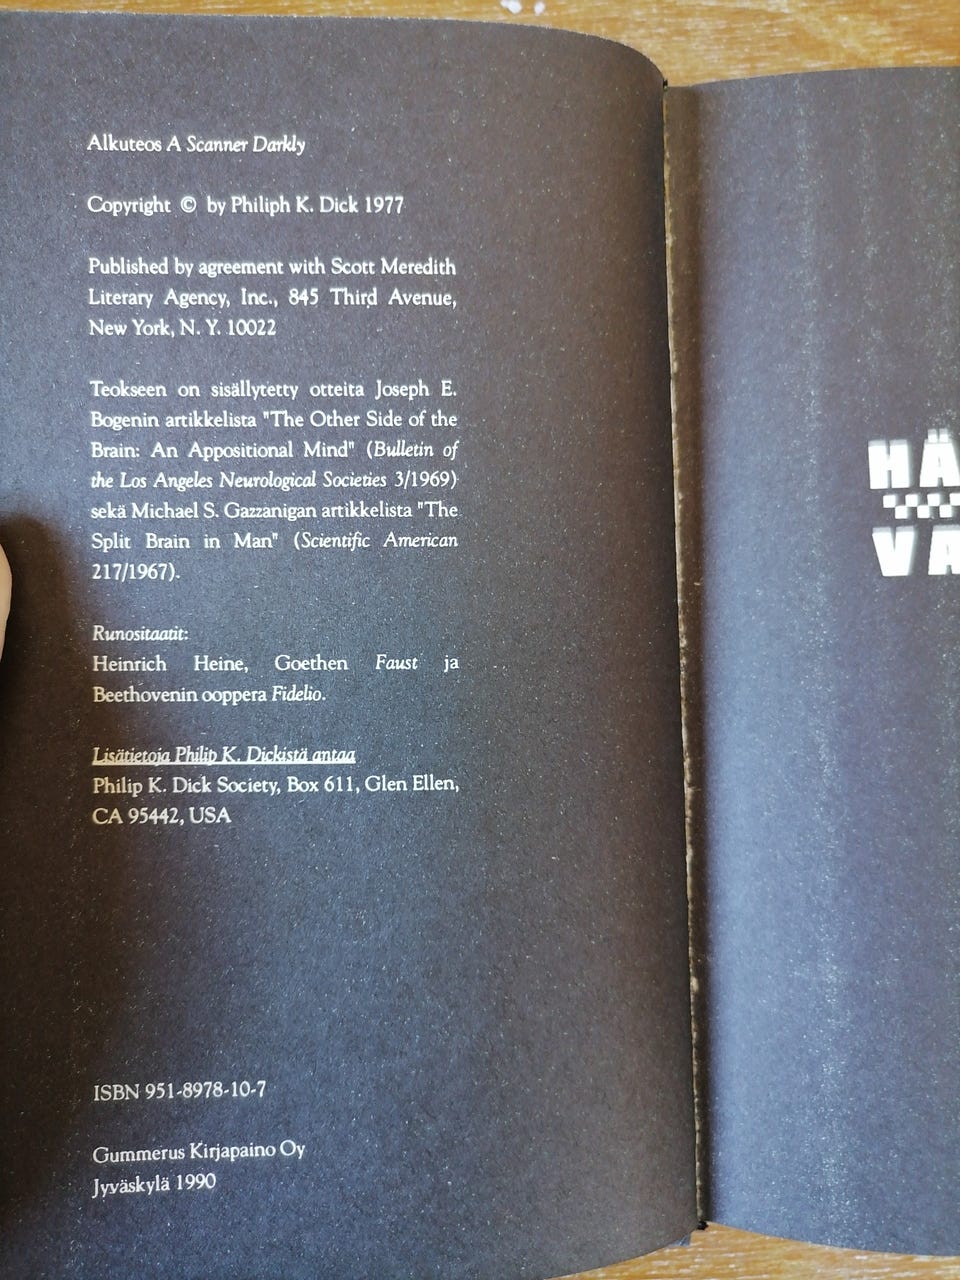 Alkuteos A Scanner Darkly
Copyright © by Philiph K. Dick 1977
Published by agreement with Scott Meredith
Literary Agency, Inc., 845 Third Avenue,
New York, N. Y. 10022
Teokseen on sisällytetty otteita Joseph E.
Bogenin artikkelista "The Other Side of the
Brain: An Appositional Mind" (Bulletin of
the Los Angeles Neurological Societies 3/1969)
sekä Michael S. Gazzanigan artikkelista "The
Split Brain in Man" (Scientific American
217/1967).
Runositaatit:
Heinrich Heine, Goethen Faust ja
Beethovenin ooppera Fidelio.
Lisätietoja Philip K. Dickistä antaa
Philip K. Dick Society, Box 611, Glen Ellen,
CA 95442, USA
ISBN 951-8978-10-7
Gummerus Kirjapaino Oy
Jyväskylä 1990
HÄ
VA